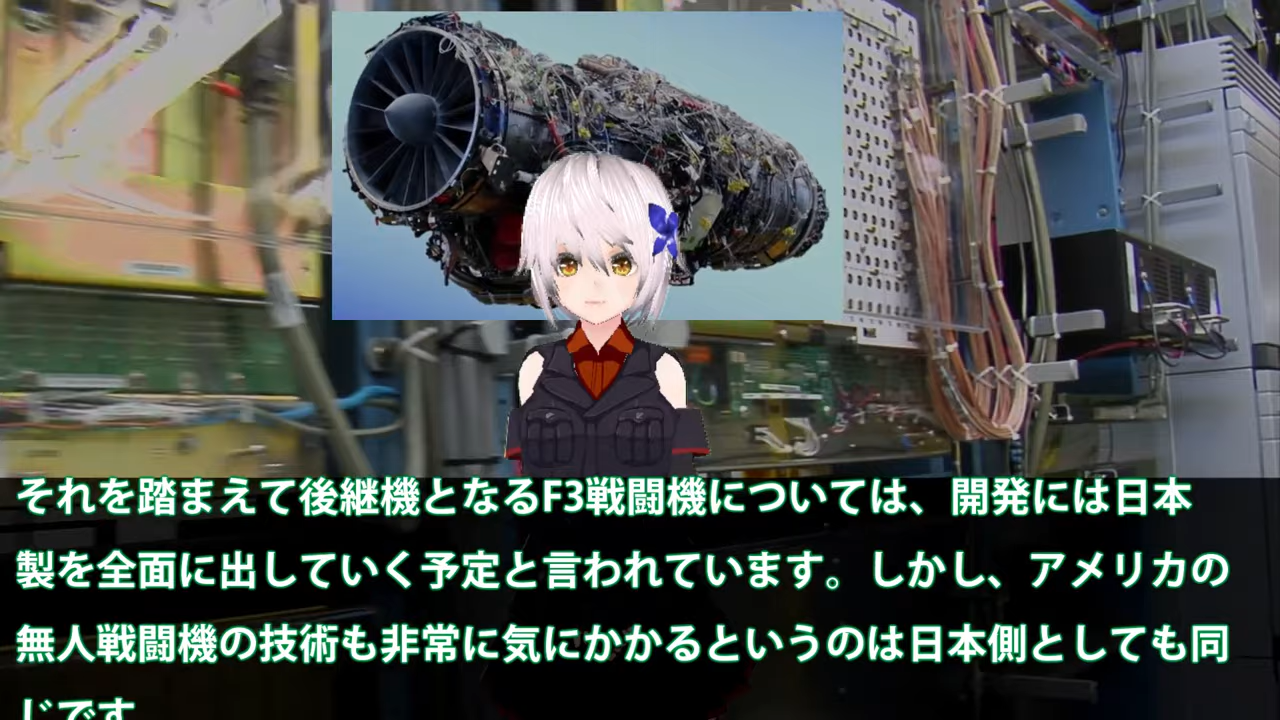 それを踏まえて後継機となるF3戦闘機については、開発には日本
製を全面に出していく予定と言われています。しかし、アメリカの
無人戦闘機の技術も非常に気にかかるというのは日本側としても同
じです